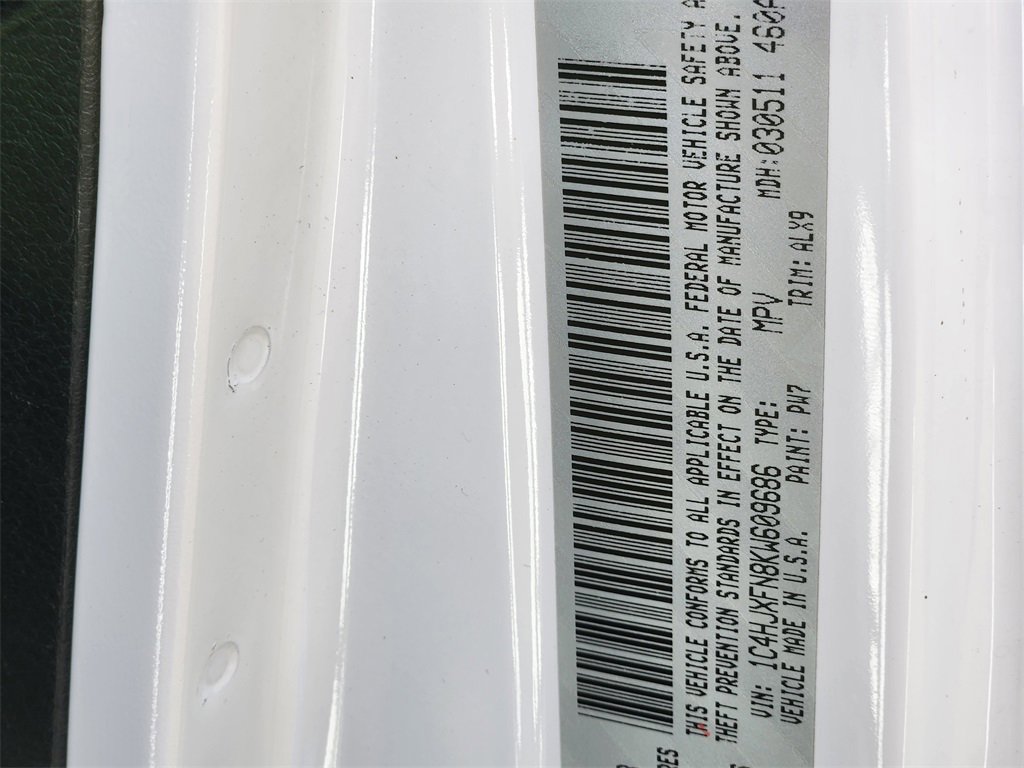 RES
THIS VEHICLE CONFORMS TO ALL APPLICABLE U.S.A. FEDERAL MOTOR VEHICLE SAFETY A
THEFT PREVENTION STANDARDS IN EFFECT ON THE DATE OF MANUFACTURE SHOWN ABOVE.
VIN: 1C4HJXFN8KW609686 TYPE: MPV MDH:030511 460A
VEHICLE MADE IN U.S.A. PAINT: PW7 TRIM:ALX9